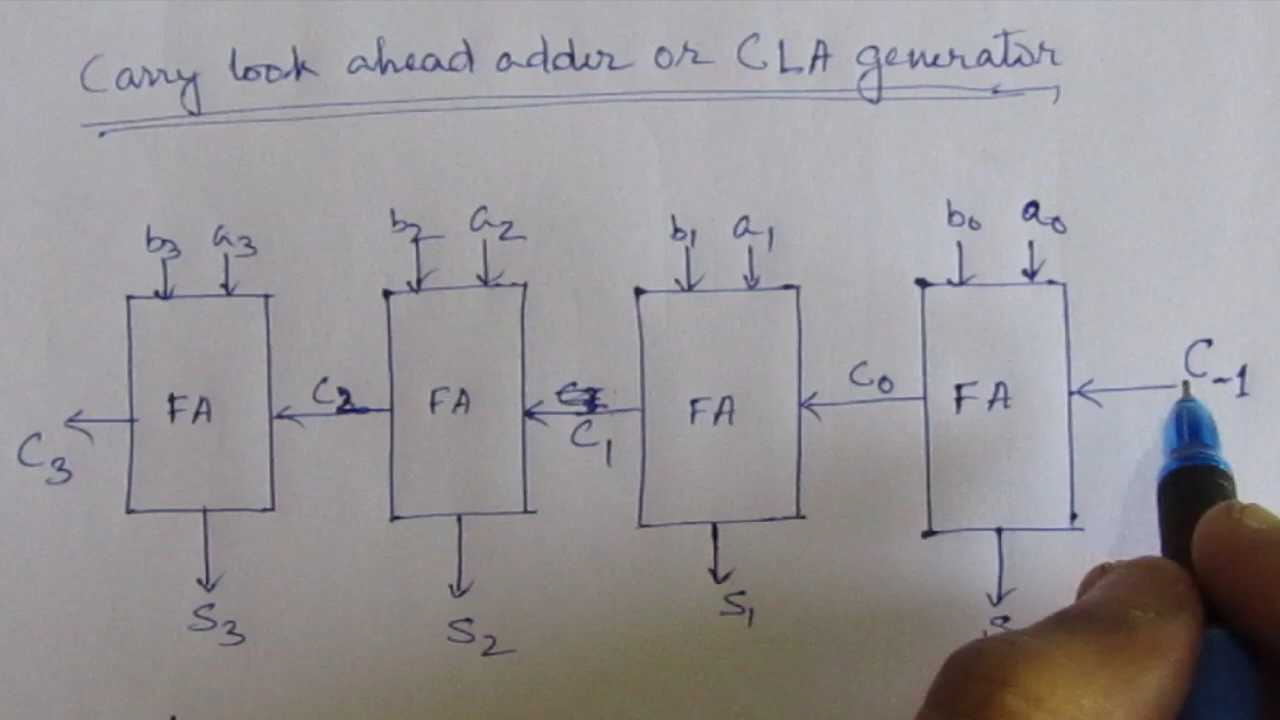 Carry look ahead adder or CLA generator
b3 a3 b2 a2 b1 a1 b0 a0
C3 FA C2 FA C1 FA C0 FA C-1
S3 S2 S1